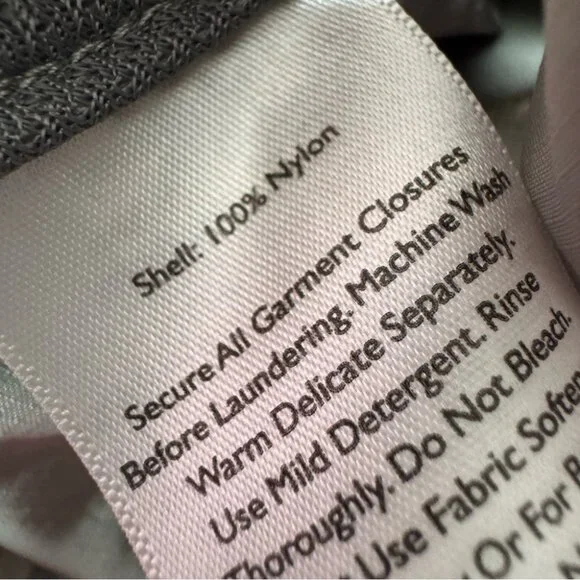 Shell: 100% Nylon
Secure All Garment Closures
Before Laundering. Machine Wash
Warm Delicate Separately.
Use Mild Detergent. Rinse
Thoroughly. Do Not Bleach.
Use Fabric Soften
Or For